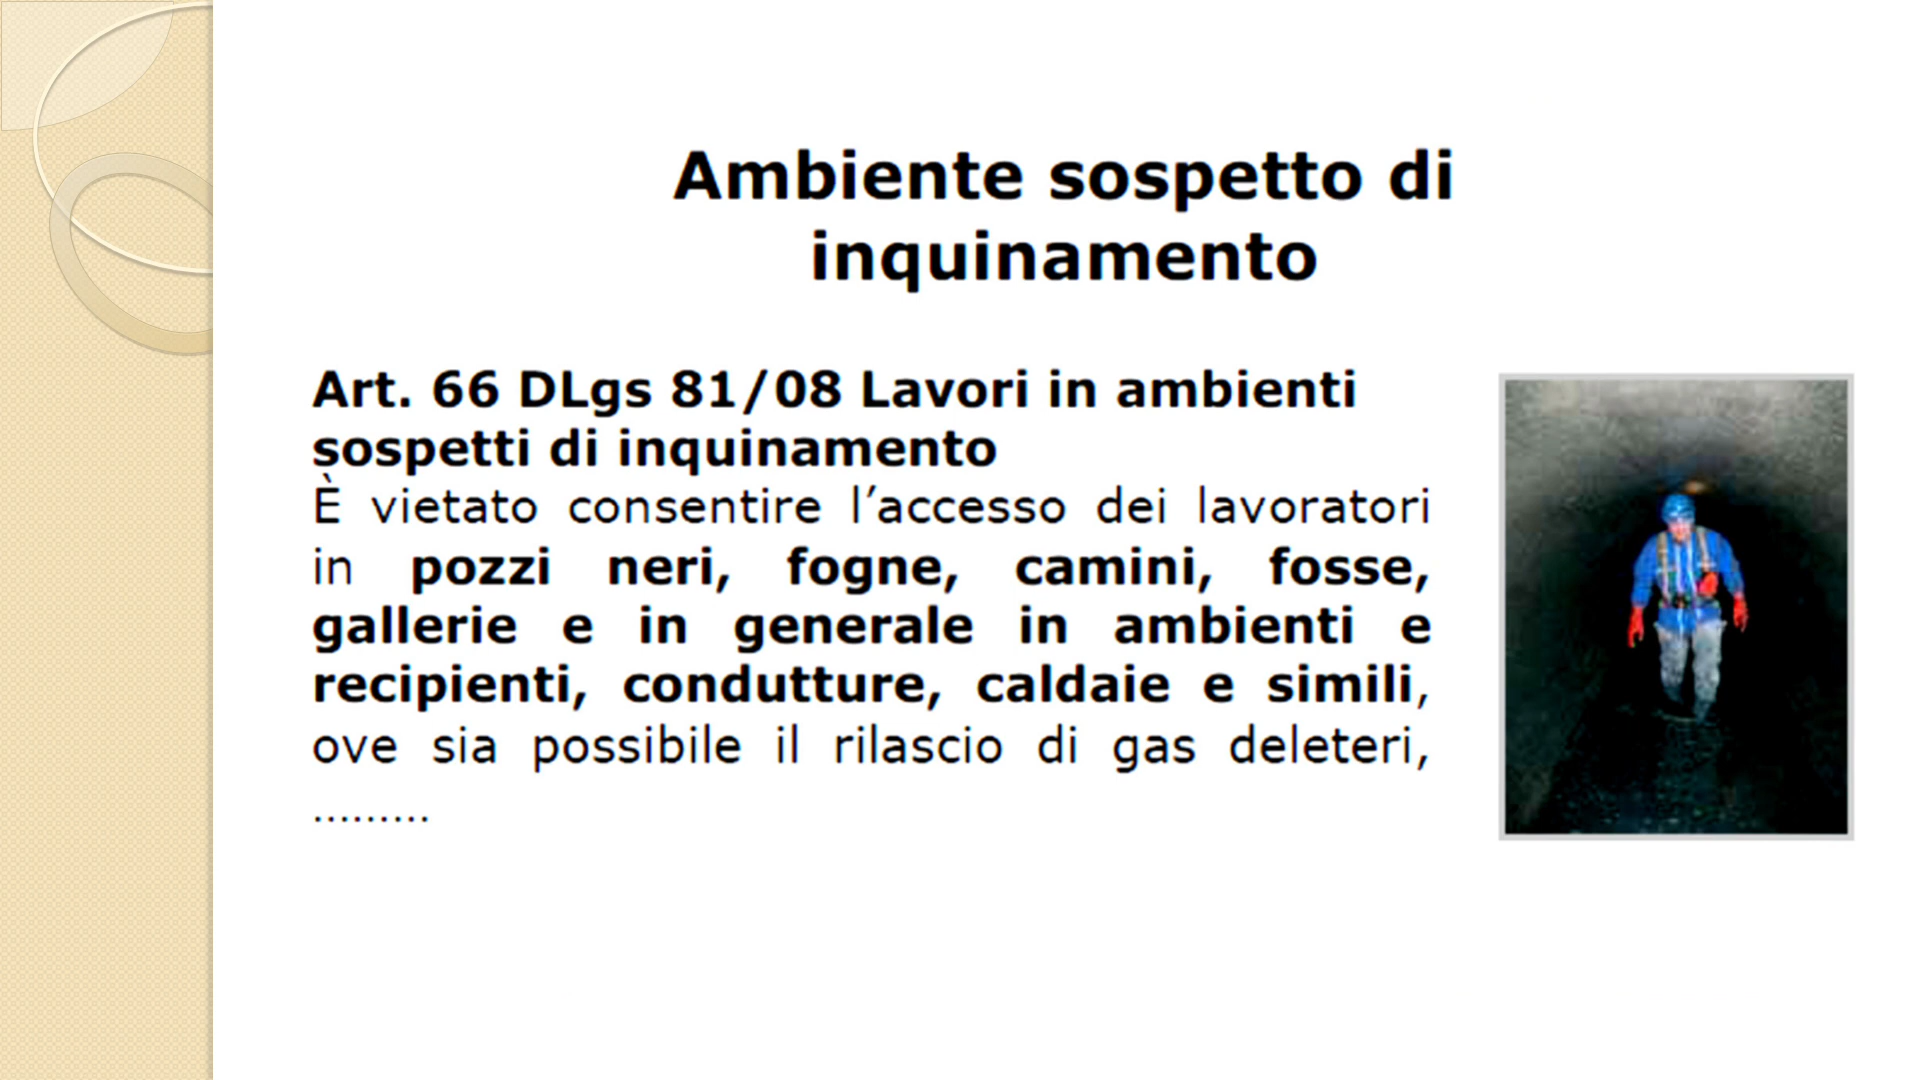 Ambiente sospetto di
inquinamento
Art. 66 DLgs 81/08 Lavori in ambienti
sospetti di inquinamento
È vietato consentire l’accesso dei lavoratori
in pozzi neri, fogne, camini, fosse,
gallerie e in generale in ambienti e
recipienti, condutture, caldaie e simili,
ove sia possibile il rilascio di gas deleteri,
.........